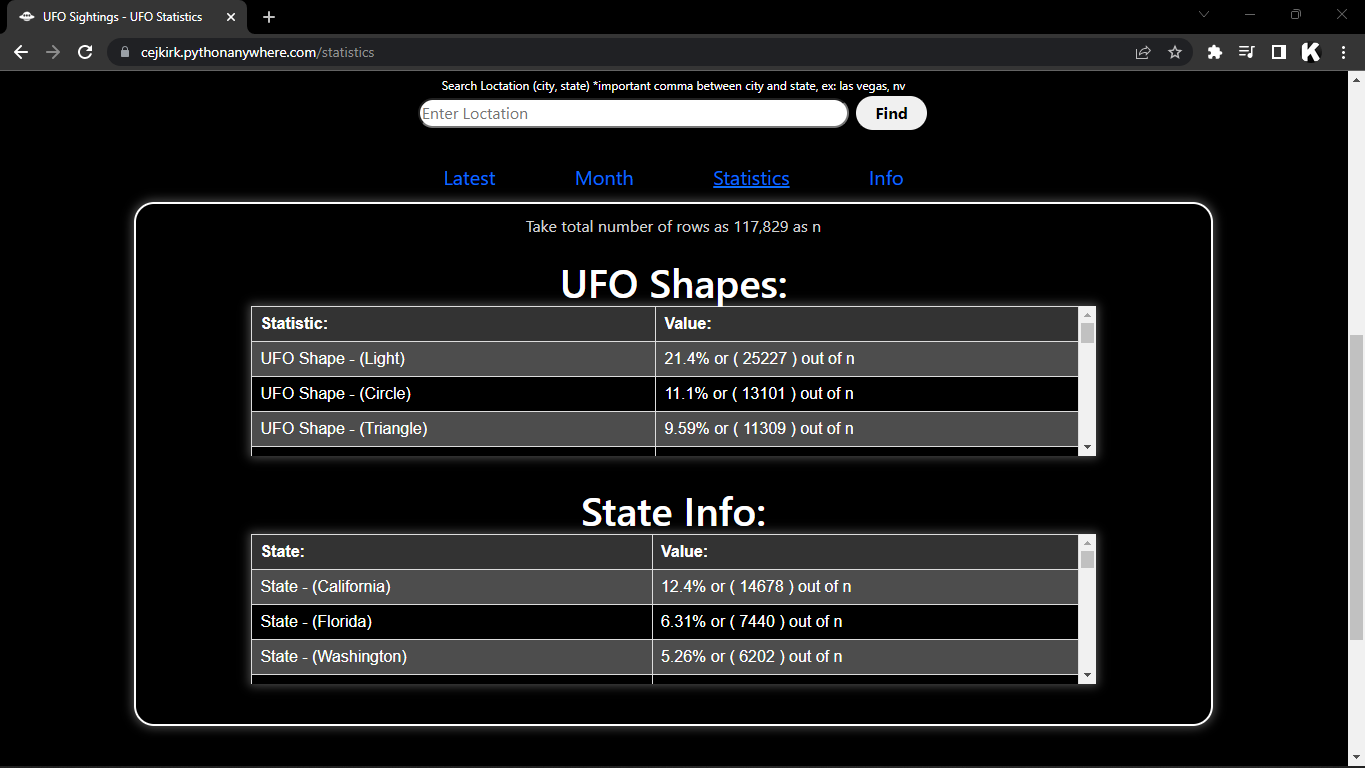 UFO Sightings - UFO Statistics
cejkirk.pythonanywhere.com/statistics
Search Loctation (city, state) *important comma between city and state, ex: las vegas, nv
Enter Loctation Find
Latest Month Statistics Info
Take total number of rows as 117,829 as n
UFO Shapes:
Statistic: Value:
UFO Shape - (Light) 21.4% or ( 25227 ) out of n
UFO Shape - (Circle) 11.1% or ( 13101 ) out of n
UFO Shape - (Triangle) 9.59% or ( 11309 ) out of n
State Info:
State: Value:
State - (California) 12.4% or ( 14678 ) out of n
State - (Florida) 6.31% or ( 7440 ) out of n
State - (Washington) 5.26% or ( 6202 ) out of n